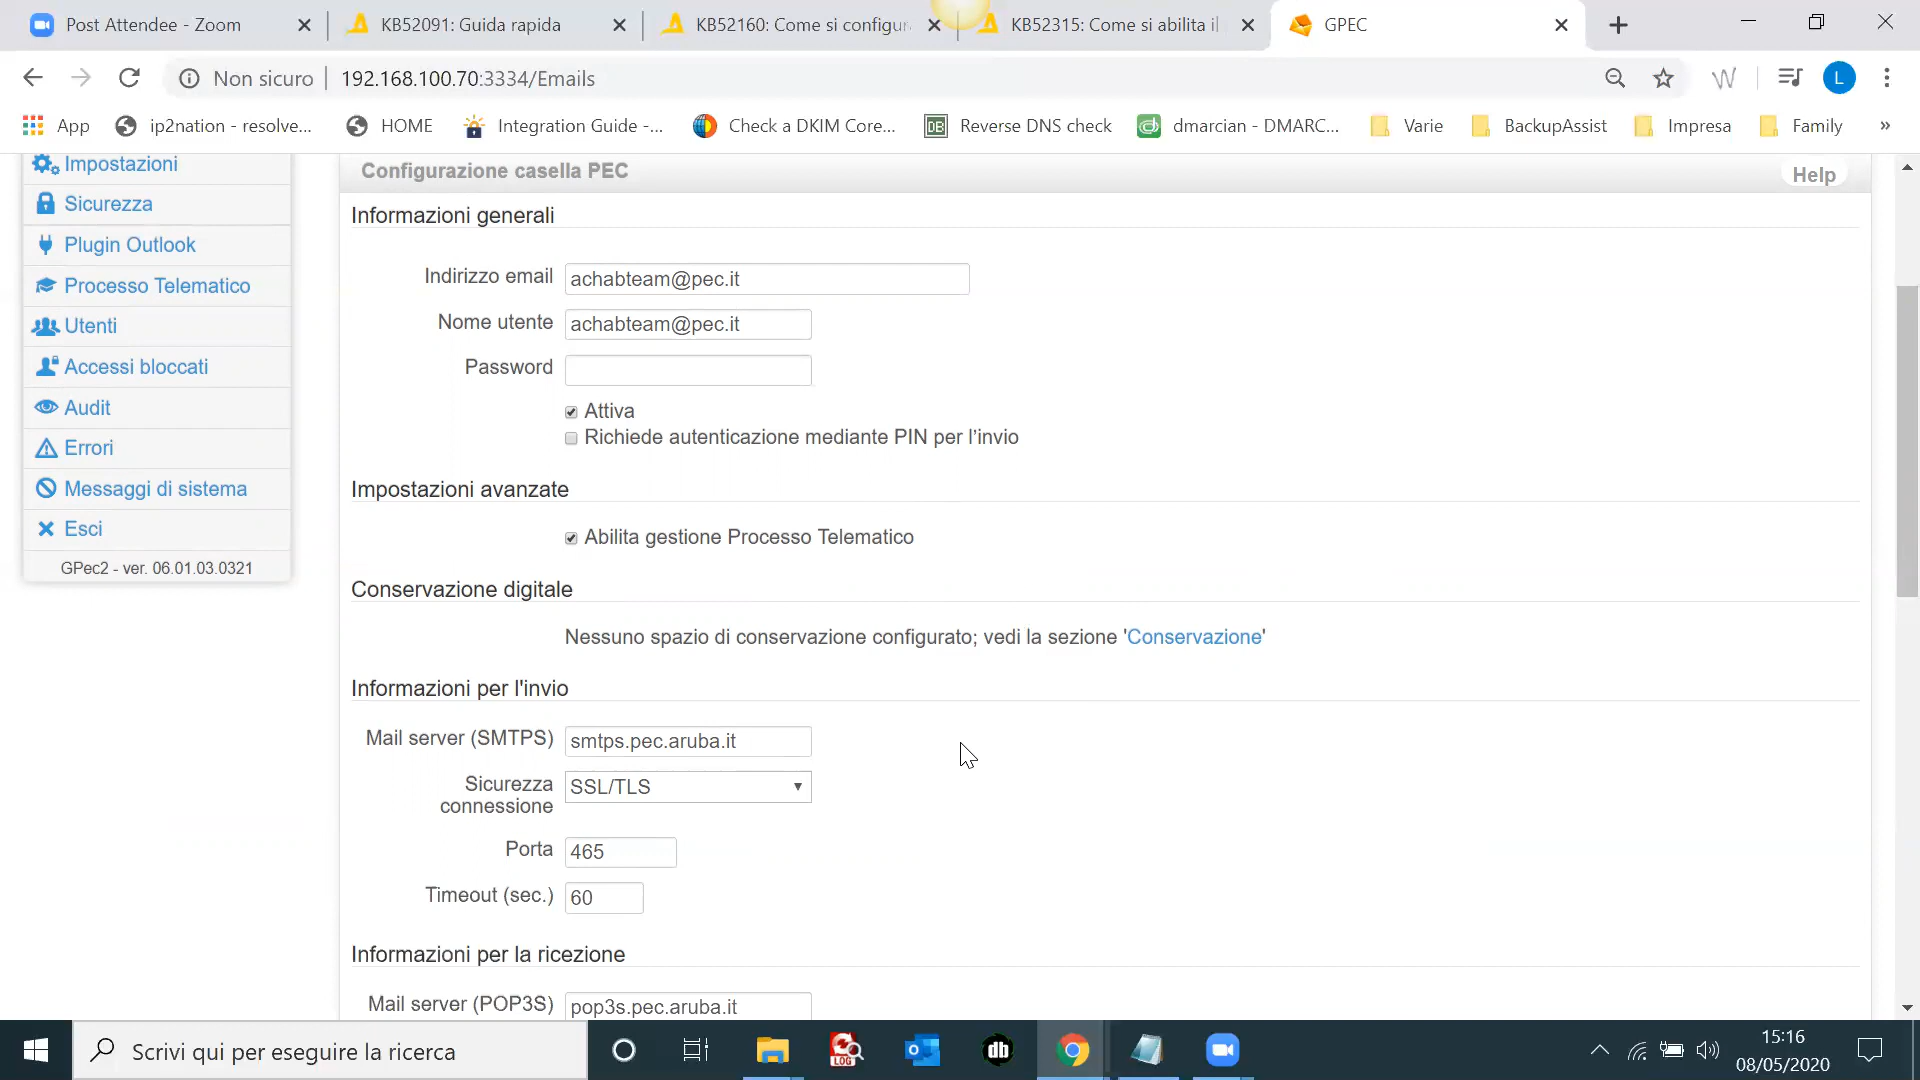 Post Attendee - Zoom
KB52091: Guida rapida
KB52160: Come si configur
KB52315: Come si abilita il
GPEC
Non sicuro
192.168.100.70:3334/Emails
L
App
ip2nation - resolve...
HOME
Integration Guide -...
Check a DKIM Core...
DB
Reverse DNS check
dmarcian - DMARC...
Varie
BackupAssist
Impresa
Family
»
Impostazioni
Sicurezza
Plugin Outlook
Processo Telematico
Utenti
Accessi bloccati
Audit
Errori
Messaggi di sistema
Esci
GPec2 - ver. 06.01.03.0321
Configurazione casella PEC
Help
Informazioni generali
Indirizzo email achabteam@pec.it
Nome utente achabteam@pec.it
Password
Attiva
Richiede autenticazione mediante PIN per l'invio
Impostazioni avanzate
Abilita gestione Processo Telematico
Conservazione digitale
Nessuno spazio di conservazione configurato; vedi la sezione 'Conservazione'
Informazioni per l'invio
Mail server (SMTPS) smtps.pec.aruba.it
Sicurezza connessione SSL/TLS
Porta 465
Timeout (sec.) 60
Informazioni per la ricezione
Mail server (POP3S) pop3s.pec.aruba.it
Scrivi qui per eseguire la ricerca
LOG
db
15:16
08/05/2020